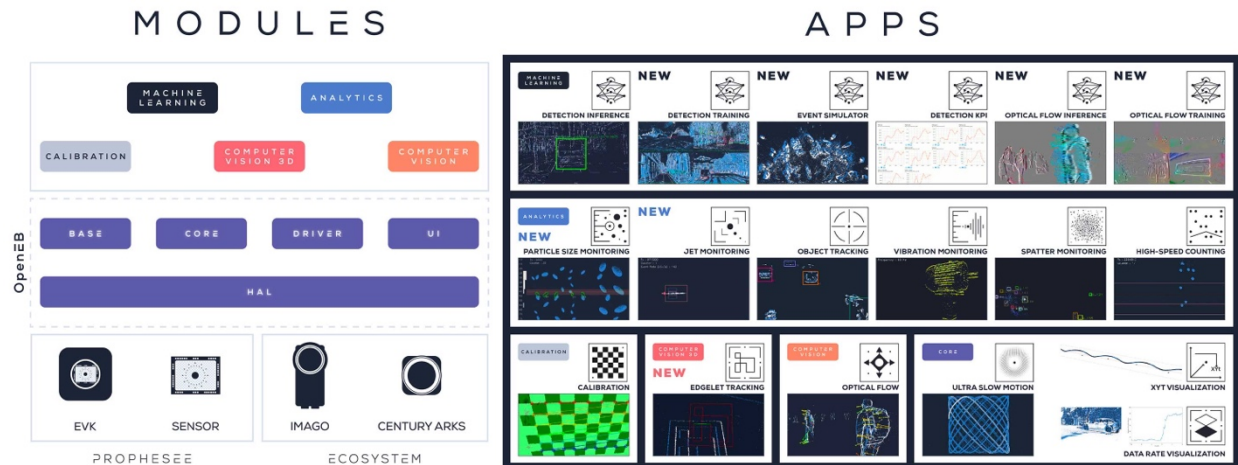 MODULES
APPS
MACHINE
LEARNING
ANALYTICS
CALIBRATION
COMPUTER
VISION 3D
COMPUTER
VISION
OpenEB
BASE
CORE
DRIVER
UI
HAL
EVK
SENSOR
IMAGO
CENTURY ARKS
PROPHESEE
ECOSYSTEM
MACHINE
LEARNING
DETECTION INFERENCE
NEW
DETECTION TRAINING
NEW
EVENT SIMULATOR
NEW
DETECTION KPI
NEW
OPTICAL FLOW INFERENCE
NEW
OPTICAL FLOW TRAINING
ANALYTICS
NEW
PARTICLE SIZE MONITORING
NEW
JET MONITORING
OBJECT TRACKING
VIBRATION MONITORING
SPATTER MONITORING
HIGH-SPEED COUNTING
CALIBRATION
CALIBRATION
COMPUTER
VISION 3D
NEW
EDGELET TRACKING
COMPUTER
VISION
OPTICAL FLOW
CORE
ULTRA SLOW MOTION
XYT
XYT VISUALIZATION
DATA RATE VISUALIZATION